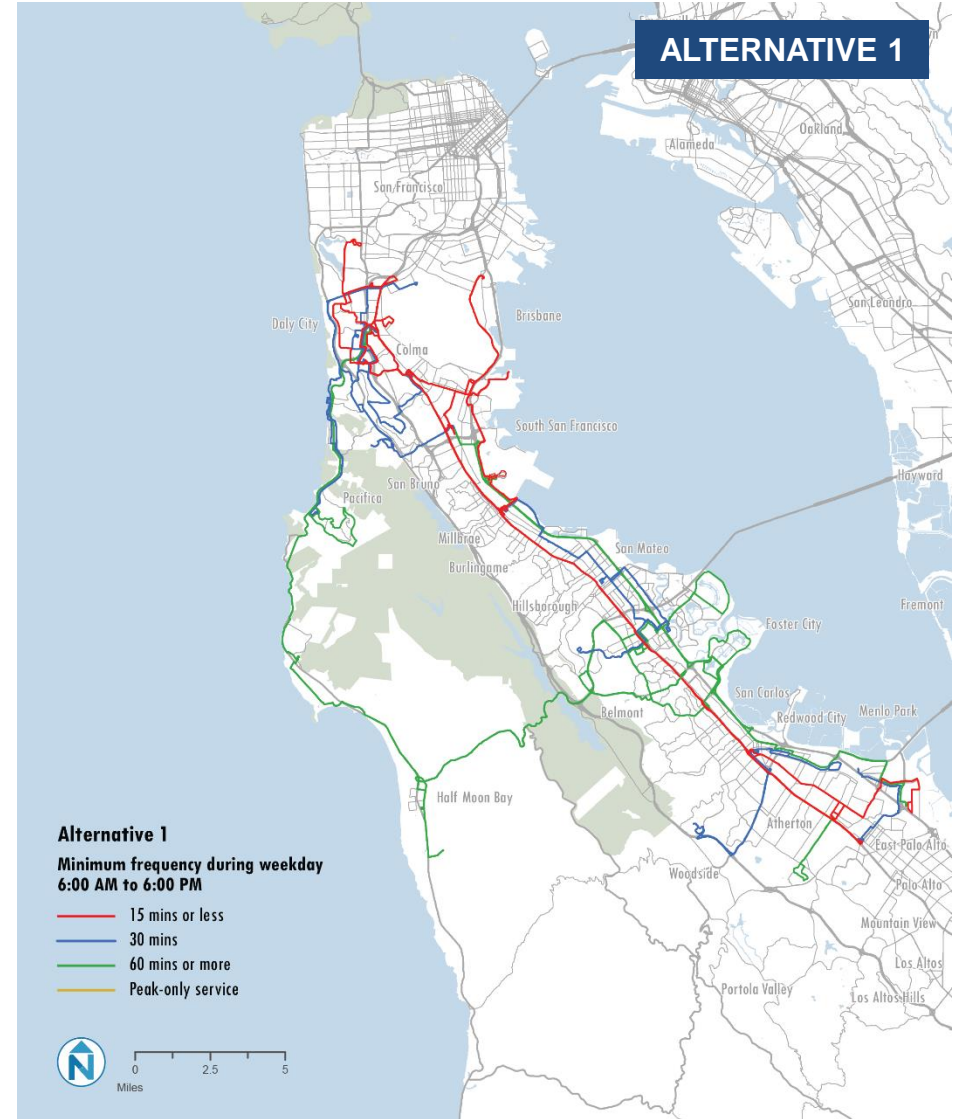 ALTERNATIVE 1
Oakland
Alameda
San Francisco
San Leandro
Brisbane
Daly City
Colma
South San Francisco
Hayward
San Bruno
Pacifica
Millbrae
San Mateo
Burlingame
Hillsborough
Fremont
Foster City
San Carlos
Menlo Park
Belmont
Redwood City
Half Moon Bay
Atherton
East Palo Alto
Woodside
Palo Alto
Mountain View
Los Altos
Portola Valley
Los Altos Hills
Alternative 1
Minimum frequency during weekday
6:00 AM to 6:00 PM
15 mins or less
30 mins
60 mins or more
Peak-only service
N
0 2.5 5
Miles